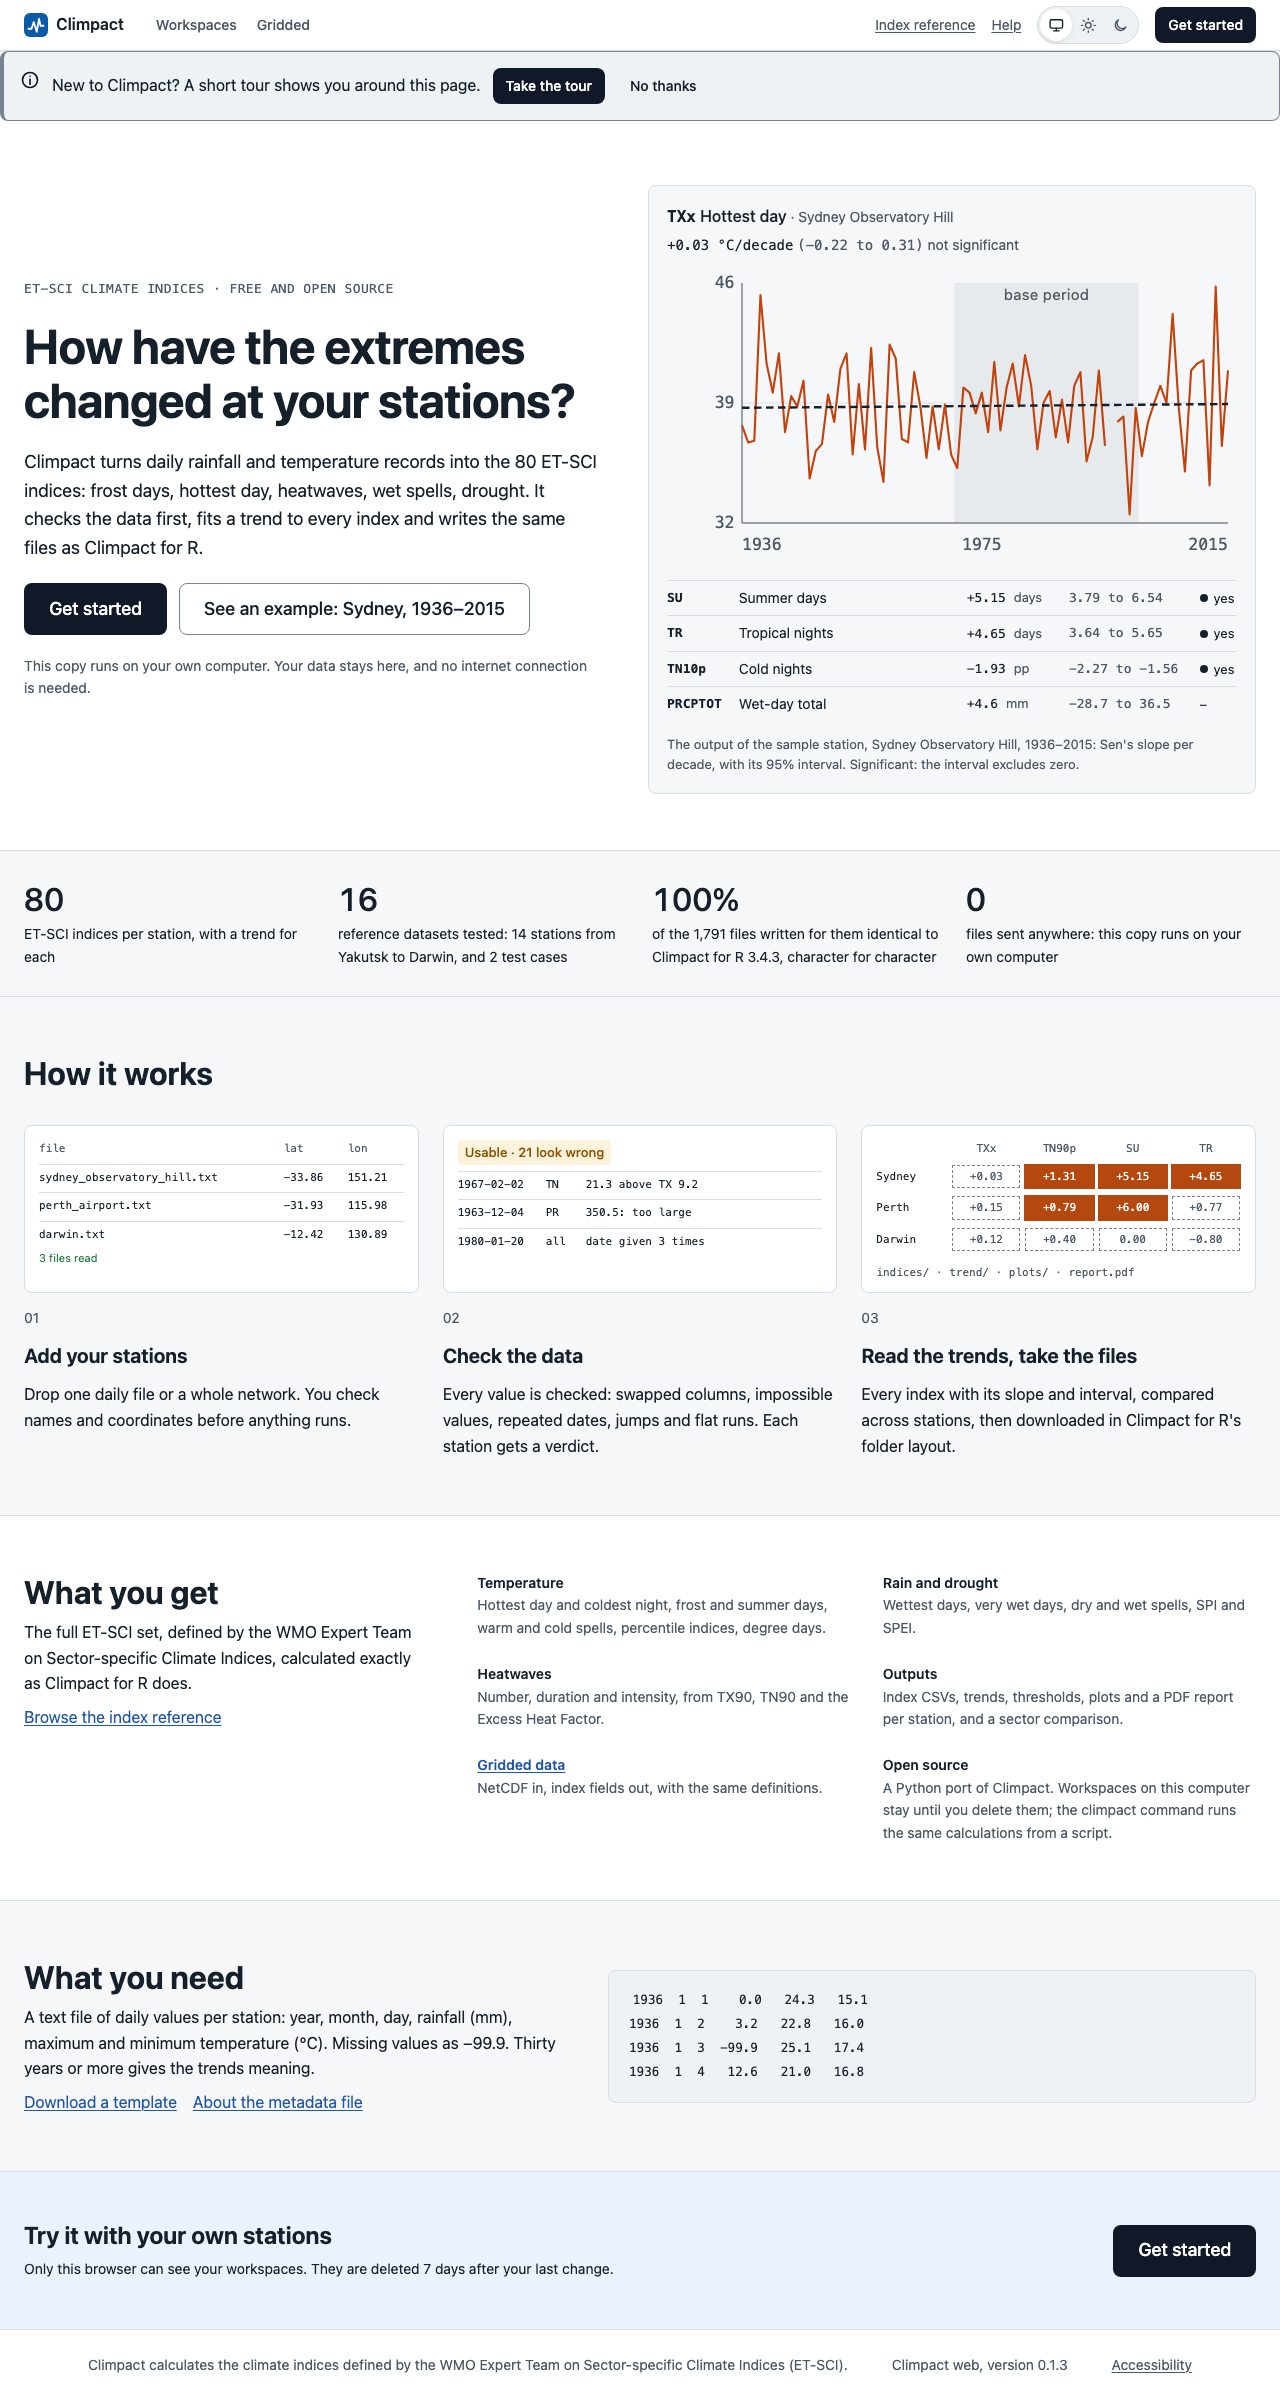 Climpact
Workspaces
Gridded
Index reference
Help
Get started
New to Climpact? A short tour shows you around this page.
Take the tour
No thanks
ET-SCI CLIMATE INDICES · FREE AND OPEN SOURCE
How have the extremes
changed at your stations?
Climpact turns daily rainfall and temperature records into the 80 ET-SCI
indices: frost days, hottest day, heatwaves, wet spells, drought. It
checks the data first, fits a trend to every index and writes the same
files as Climpact for R.
Get started
See an example: Sydney, 1936–2015
This copy runs on your own computer. Your data stays here, and no internet connection
is needed.
TXx Hottest day · Sydney Observatory Hill
+0.03 °C/decade (−0.22 to 0.31) not significant
46
base period
39
32
1936 1975 2015
SU Summer days +5.15 days 3.79 to 6.54 ● yes
TR Tropical nights +4.65 days 3.64 to 5.65 ● yes
TN10p Cold nights −1.93 pp −2.27 to −1.56 ● yes
PRCPTOT Wet-day total +4.6 mm −28.7 to 36.5 –
The output of the sample station, Sydney Observatory Hill, 1936–2015: Sen's slope per
decade, with its 95% interval. Significant: the interval excludes zero.
80
ET-SCI indices per station, with a trend for
each
16
reference datasets tested: 14 stations from
Yakutsk to Darwin, and 2 test cases
100%
of the 1,791 files written for them identical to
Climpact for R 3.4.3, character for character
0
files sent anywhere: this copy runs on your
own computer
How it works
file lat lon
sydney_observatory_hill.txt −33.86 151.21
perth_airport.txt −31.93 115.98
darwin.txt −12.42 130.89
3 files read
01
Add your stations
Drop one daily file or a whole network. You check
names and coordinates before anything runs.
Usable · 21 look wrong
1967-02-02 TN 21.3 above TX 9.2
1963-12-04 PR 350.5: too large
1980-01-20 all date given 3 times
02
Check the data
Every value is checked: swapped columns, impossible
values, repeated dates, jumps and flat runs. Each
station gets a verdict.
TXx TN90p SU TR
Sydney +0.03 +1.31 +5.15 +4.65
Perth +0.15 +0.79 +6.00 +0.77
Darwin +0.12 +0.40 0.00 −0.80
indices/ · trend/ · plots/ · report.pdf
03
Read the trends, take the files
Every index with its slope and interval, compared
across stations, then downloaded in Climpact for R's
folder layout.
What you get
The full ET-SCI set, defined by the WMO Expert Team
on Sector-specific Climate Indices, calculated exactly
as Climpact for R does.
Browse the index reference
Temperature
Hottest day and coldest night, frost and summer days,
warm and cold spells, percentile indices, degree days.
Rain and drought
Wettest days, very wet days, dry and wet spells, SPI and
SPEI.
Heatwaves
Number, duration and intensity, from TX90, TN90 and the
Excess Heat Factor.
Outputs
Index CSVs, trends, thresholds, plots and a PDF report
per station, and a sector comparison.
Gridded data
NetCDF in, index fields out, with the same definitions.
Open source
A Python port of Climpact. Workspaces on this computer
stay until you delete them; the climpact command runs
the same calculations from a script.
What you need
A text file of daily values per station: year, month, day, rainfall (mm),
maximum and minimum temperature (°C). Missing values as −99.9. Thirty
years or more gives the trends meaning.
Download a template
About the metadata file
1936 1 1 0.0 24.3 15.1
1936 1 2 3.2 22.8 16.0
1936 1 3 −99.9 25.1 17.4
1936 1 4 12.6 21.0 16.8
Try it with your own stations
Only this browser can see your workspaces. They are deleted 7 days after your last change.
Get started
Climpact calculates the climate indices defined by the WMO Expert Team on Sector-specific Climate Indices (ET-SCI).
Climpact web, version 0.1.3
Accessibility